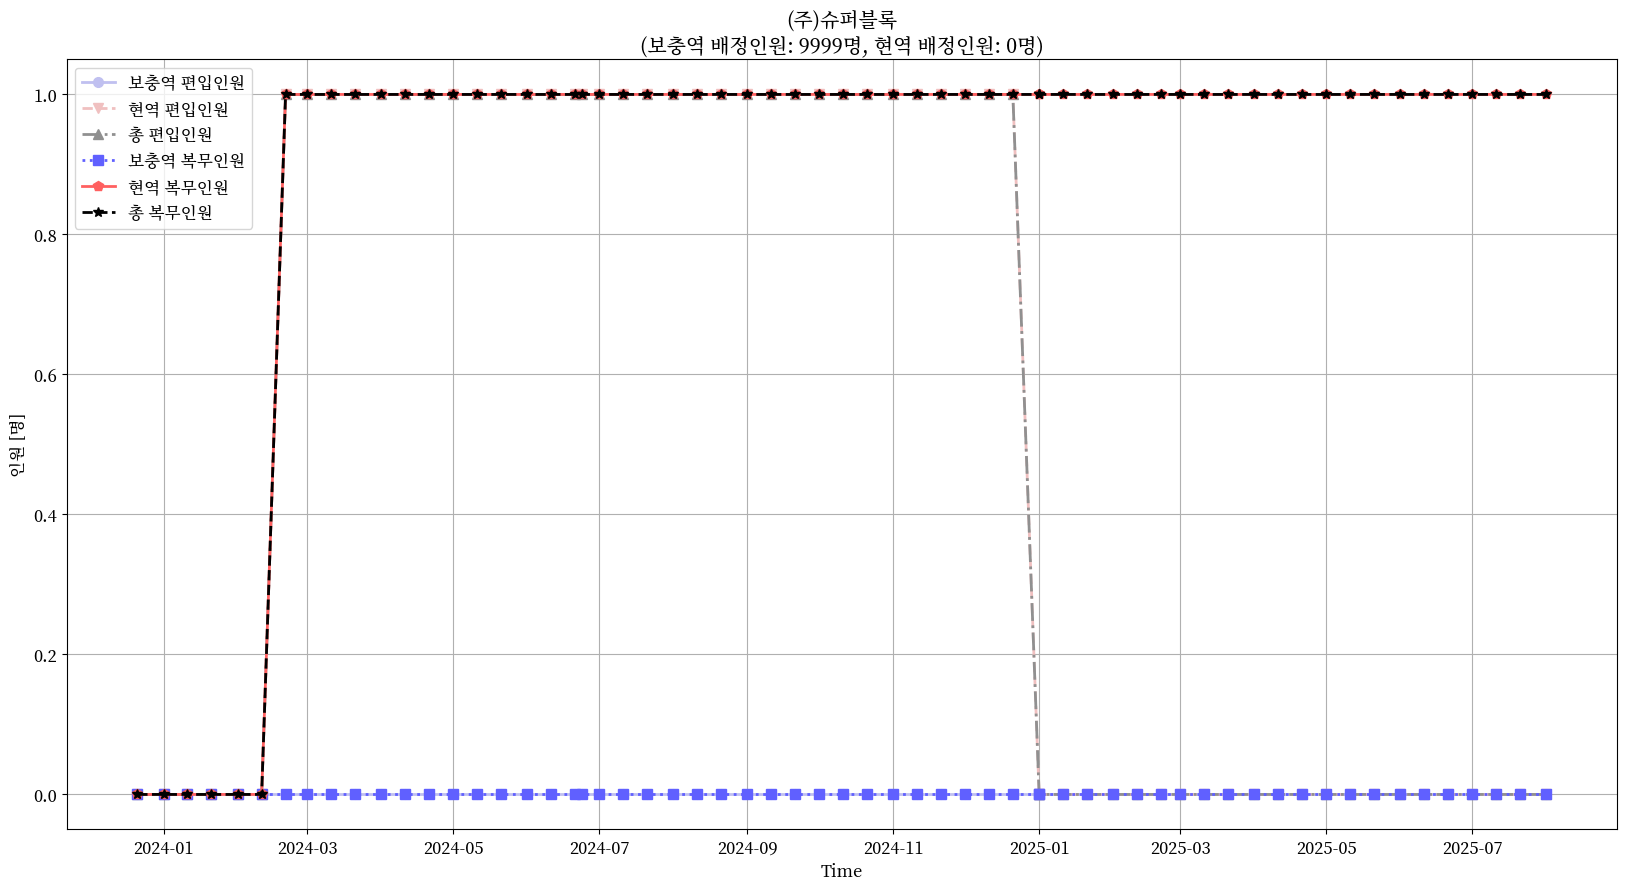 (주)슈퍼블록
(보충역 배정인원: 9999명, 현역 배정인원: 0명)
보충역 편입인원
현역 편입인원
총 편입인원
보충역 복무인원
현역 복무인원
총 복무인원
1.0
0.8
0.6
0.4
0.2
0.0
인원 [명]
2024-01 2024-03 2024-05 2024-07 2024-09 2024-11 2025-01 2025-03 2025-05 2025-07
Time